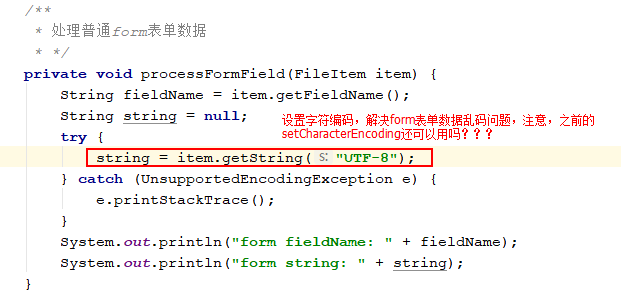 /**
* 处理普通form表单数据
* */
private void processFormField(FileItem item) {
String fieldName = item.getFieldName();
String string = null;
设置字符编码，解决form表单数据乱码问题，注意，之前的
try {
setCharacterEncoding还可以用吗？？？
string = item.getString( s: "UTF-8");
} catch (UnsupportedEncodingException e) {
e.printStackTrace();
}
System.out.println("form fieldName: " + fieldName);
System.out.println("form string: " + string);
}